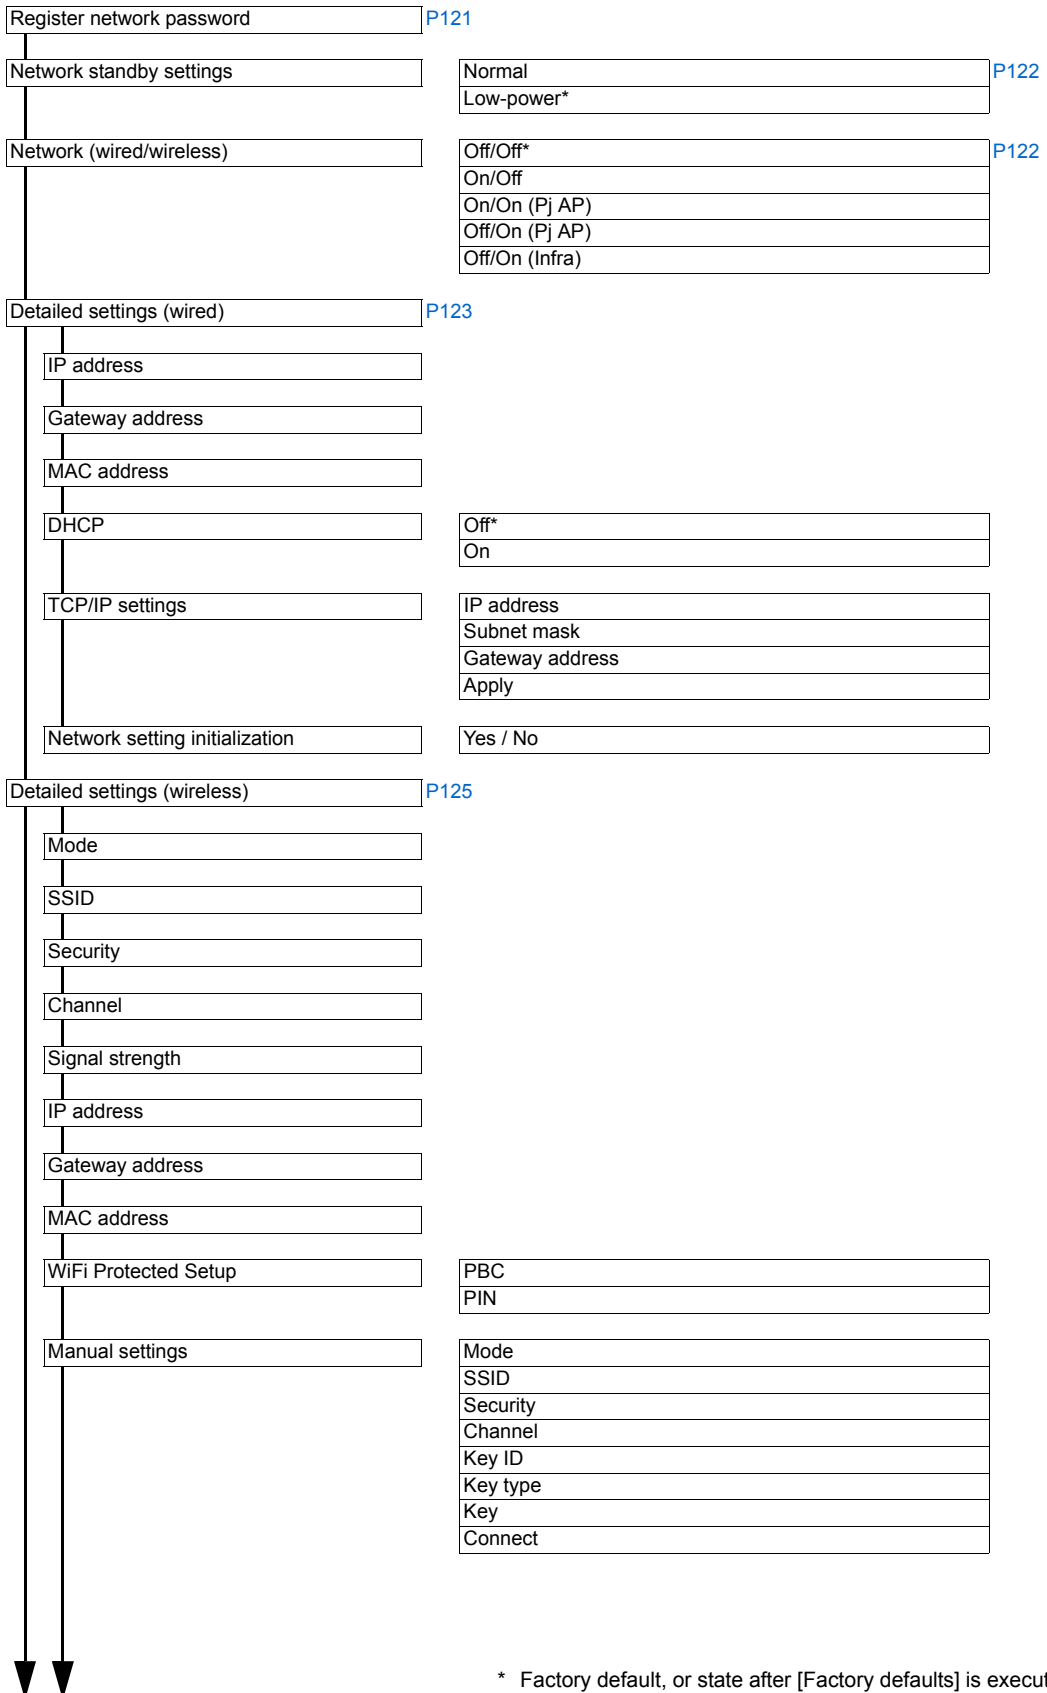 Register network password P121
Network standby settings Normal P122
Low-power*
Network (wired/wireless) Off/Off* P122
On/Off
On/On (Pj AP)
Off/On (Pj AP)
Off/On (Infra)
Detailed settings (wired) P123
IP address
Gateway address
MAC address
DHCP Off*
On
TCP/IP settings IP address
Subnet mask
Gateway address
Apply
Network setting initialization Yes / No
Detailed settings (wireless) P125
Mode
SSID
Security
Channel
Signal strength
IP address
Gateway address
MAC address
WiFi Protected Setup PBC
PIN
Manual settings Mode
SSID
Security
Channel
Key ID
Key type
Key
Connect
* Factory default, or state after [Factory defaults] is execut